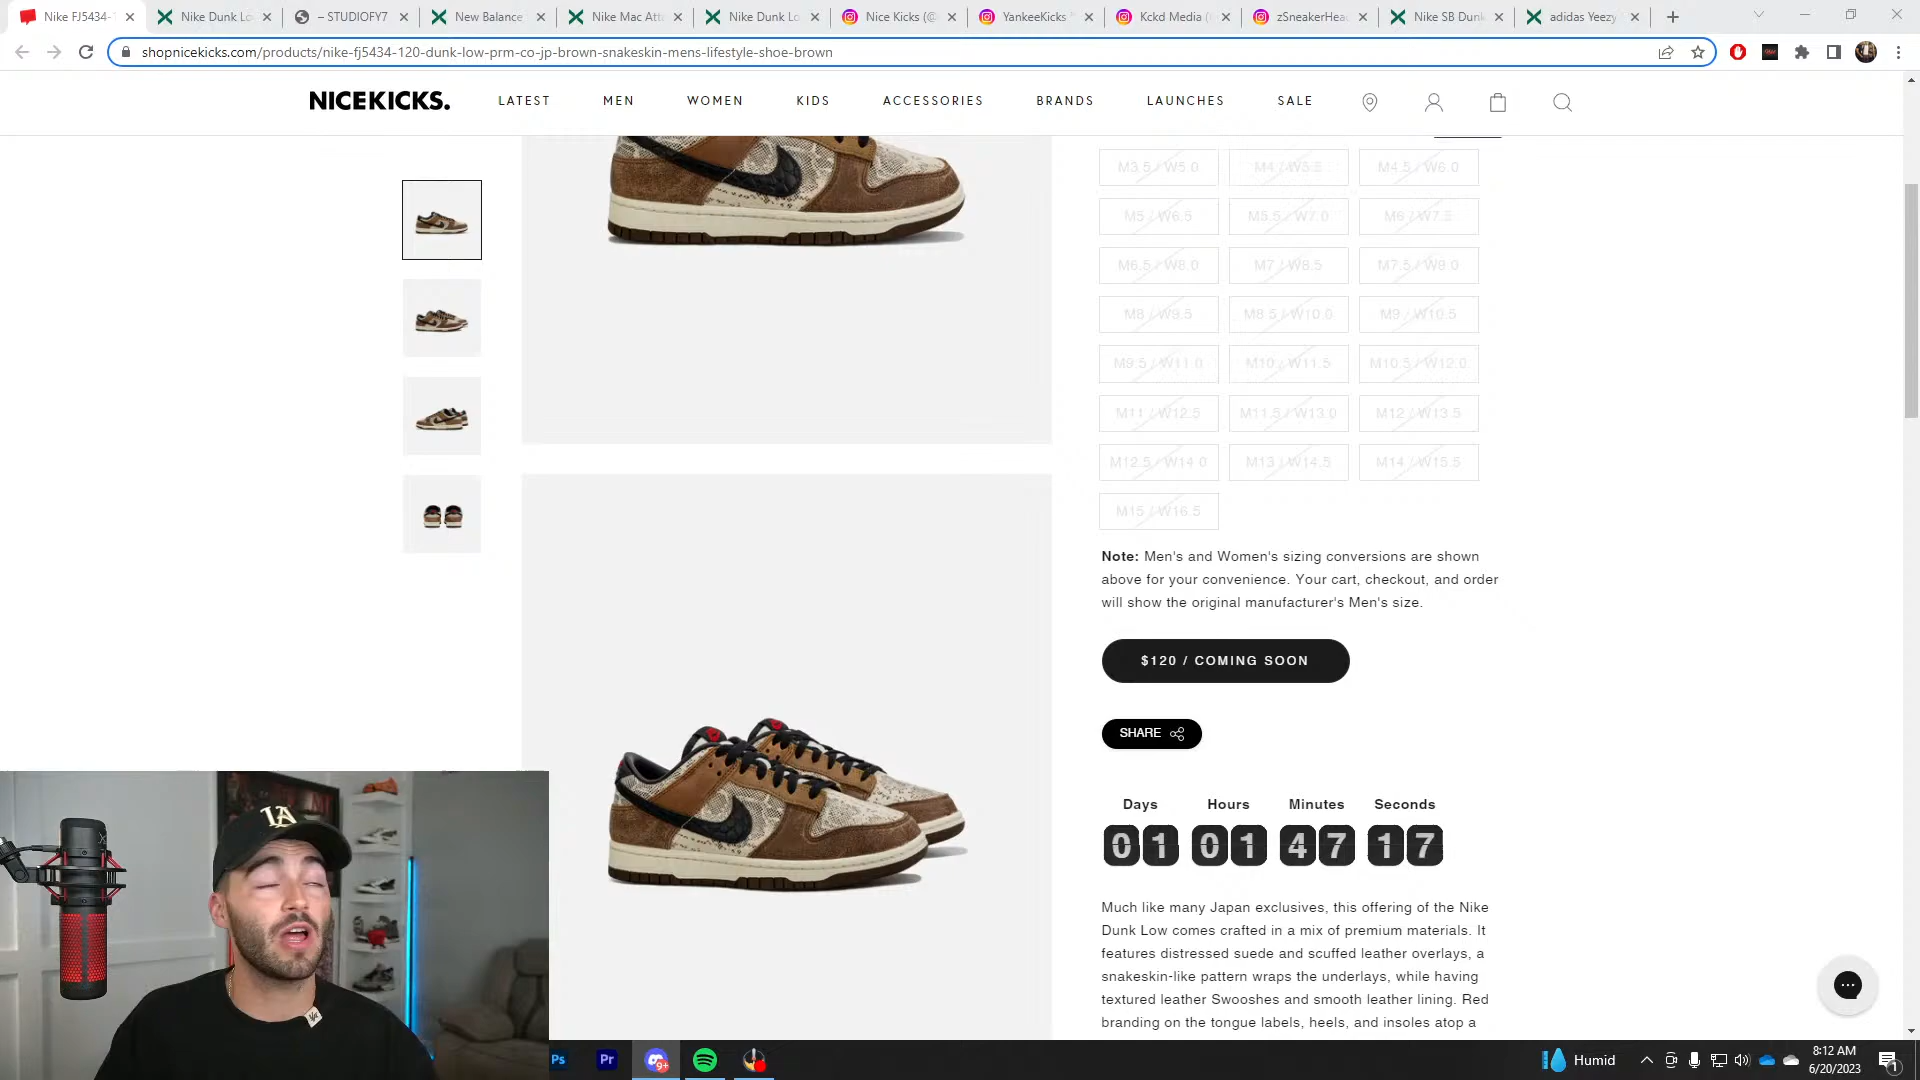 Nike FJ5434-1
Nike Dunk Lo
– STUDIOFY7
New Balance
Nike Mac Att
Nike Dunk Lo
Nice Kicks (@
YankeeKicks
Kckd Media (
zSneakerHea
Nike SB Dunk
adidas Yeezy
shopnicekicks.com/products/nike-fj5434-120-dunk-low-prm-co-jp-brown-snakeskin-mens-lifestyle-shoe-brown
NICEKICKS. LATEST MEN WOMEN KIDS ACCESSORIES BRANDS LAUNCHES SALE
M3.5 / W5.0 M4 / W5.5 M4.5 / W6.0
M5 / W6.5 M5.5 / W7.0 M6 / W7.5
M6.5 / W8.0 M7 / W8.5 M7.5 / W9.0
M8 / W9.5 M8.5 / W10.0 M9 / W10.5
M9.5 / W11.0 M10 / W11.5 M10.5 / W12.0
M11 / W12.5 M11.5 / W13.0 M12 / W13.5
M12.5 / W14.0 M13 / W14.5 M14 / W15.5
M15 / W16.5
Note: Men's and Women's sizing conversions are shown
above for your convenience. Your cart, checkout, and order
will show the original manufacturer's Men's size.
$120 / COMING SOON
SHARE
Days Hours Minutes Seconds
01 01 47 17
Much like many Japan exclusives, this offering of the Nike
Dunk Low comes crafted in a mix of premium materials. It
features distressed suede and scuffed leather overlays, a
snakeskin-like pattern wraps the underlays, while having
textured leather Swooshes and smooth leather lining. Red
branding on the tongue labels, heels, and insoles atop a
LA
Ps Pr 9+
Humid
8:12 AM
6/20/2023
1